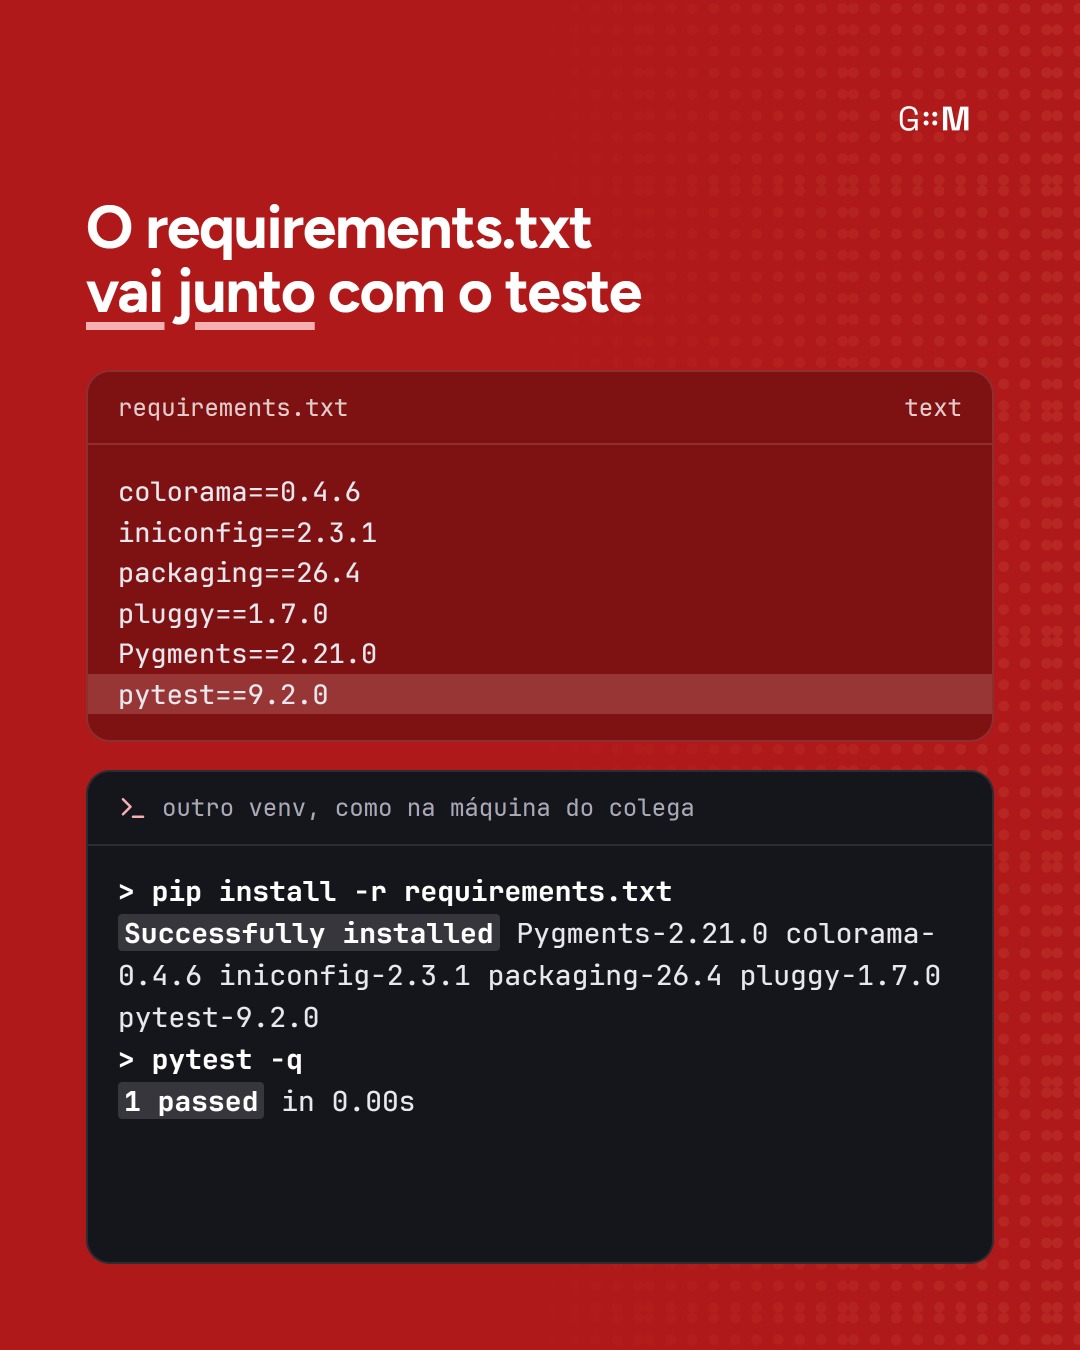 G::M
O requirements.txt
vai junto com o teste
requirements.txt text
colorama==0.4.6
iniconfig==2.3.1
packaging==26.4
pluggy==1.7.0
Pygments==2.21.0
pytest==9.2.0
>_ outro venv, como na máquina do colega
> pip install -r requirements.txt
Successfully installed Pygments-2.21.0 colorama-
0.4.6 iniconfig-2.3.1 packaging-26.4 pluggy-1.7.0
pytest-9.2.0
> pytest -q
1 passed in 0.00s